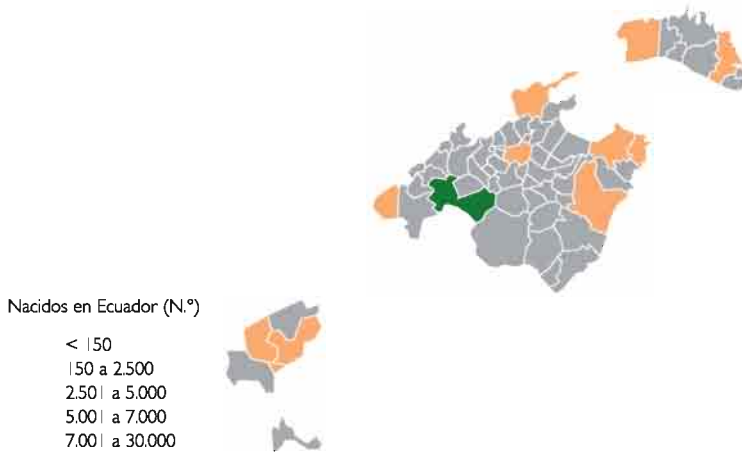 Nacidos en Ecuador (N.º)
< 150
150 a 2.500
2.501 a 5.000
5.001 a 7.000
7.001 a 30.000